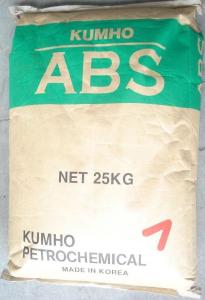 KUMHO
ABS
NET 25KG
KUMHO
PETROCHEMICAL
MADE IN KOREA